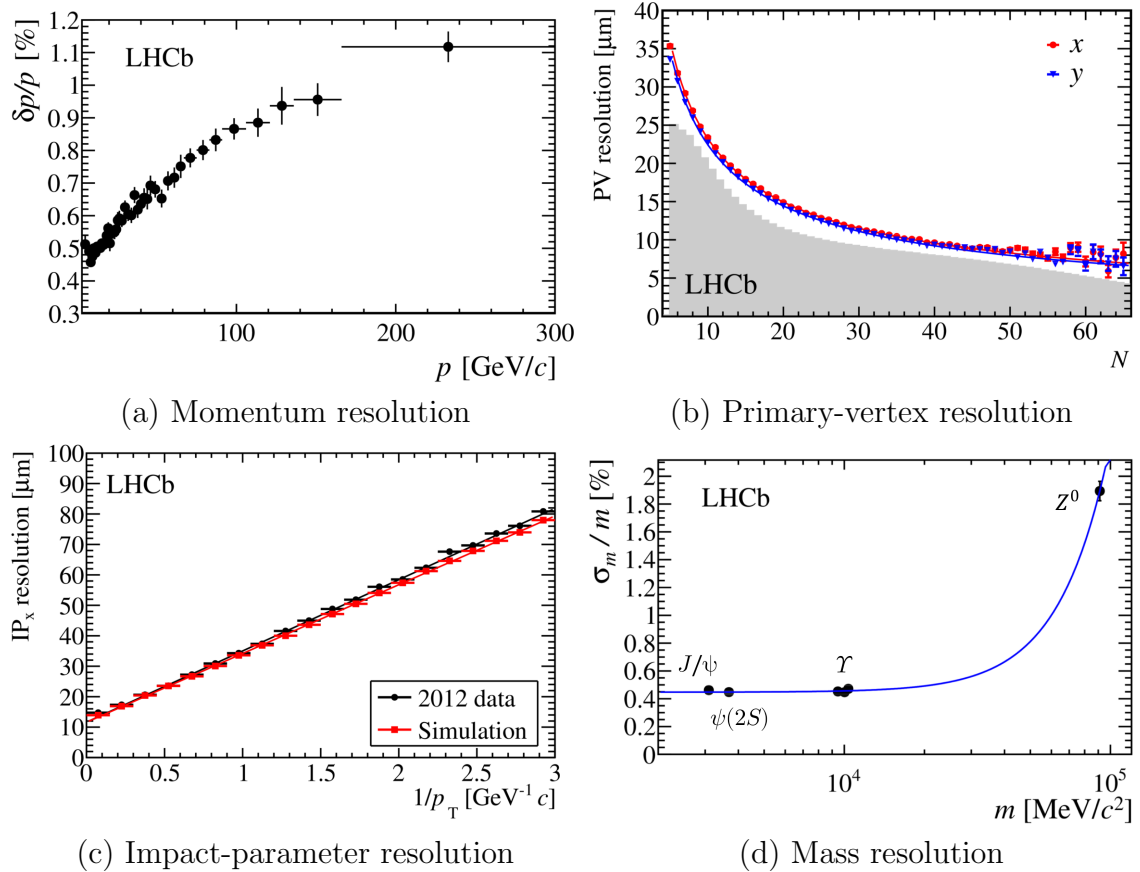 δp/p [%]
1.2
1.1
1
0.9
0.8
0.7
0.6
0.5
0.4
0.3
LHCb
100
200
300
p [GeV/c]
(a) Momentum resolution
PV resolution [μm]
40
35
30
25
20
15
10
5
0
x
y
LHCb
10
20
30
40
50
60
N
(b) Primary-vertex resolution
IPx resolution [μm]
100
90
80
70
60
50
40
30
20
10
0
LHCb
2012 data
Simulation
0
0.5
1
1.5
2
2.5
3
1/pT [GeV⁻¹ c]
(c) Impact-parameter resolution
σm / m [%]
2
1.8
1.6
1.4
1.2
1
0.8
0.6
0.4
0.2
0
LHCb
Z⁰
J/ψ
ϒ
ψ(2S)
10⁴
10⁵
m [MeV/c²]
(d) Mass resolution